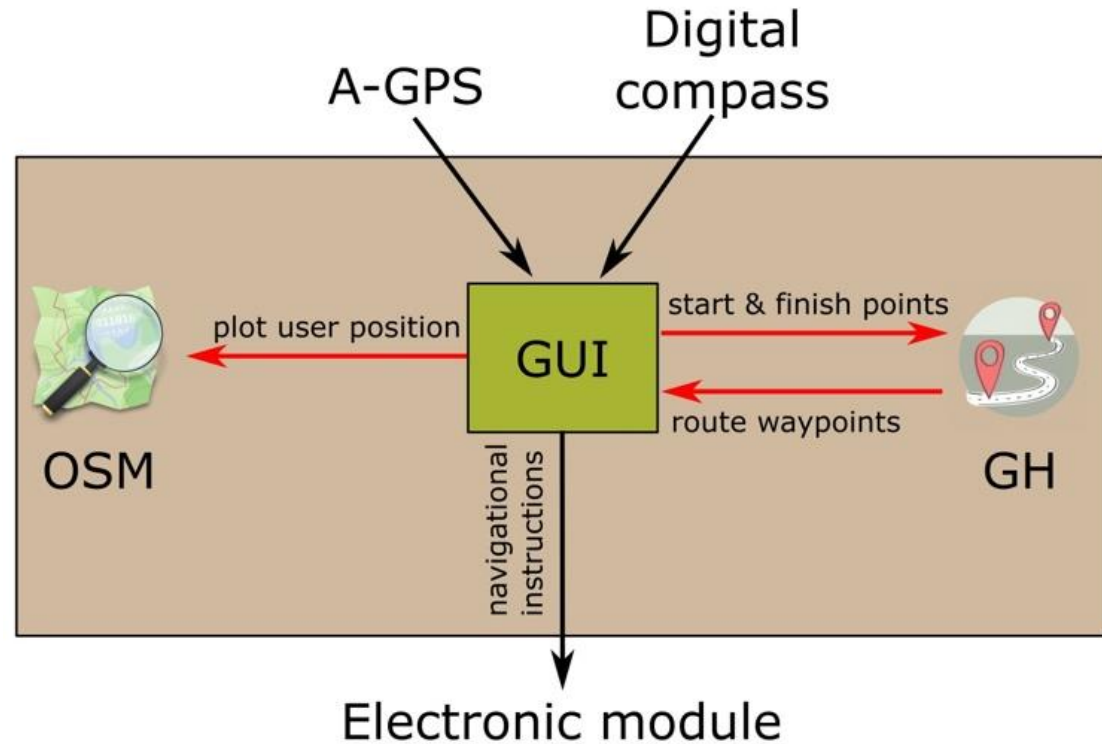 Digital
compass
A-GPS
plot user position
GUI
start & finish points
route waypoints
OSM
GH
navigational
instructions
Electronic module